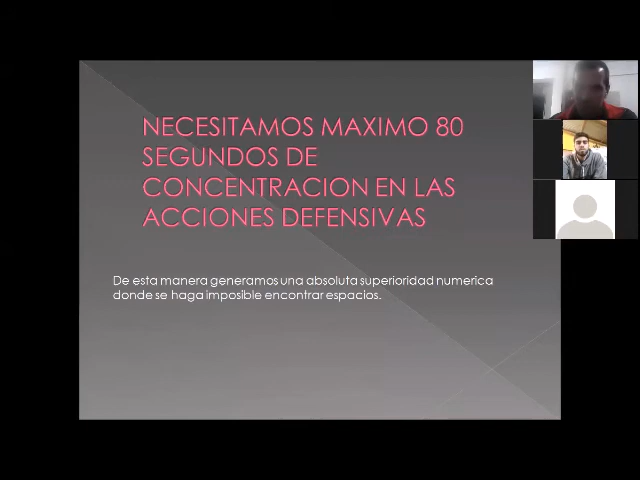 NECESITAMOS MAXIMO 80
SEGUNDOS DE
CONCENTRACION EN LAS
ACCIONES DEFENSIVAS
De esta manera generamos una absoluta superioridad numerica
donde se haga imposible encontrar espacios.